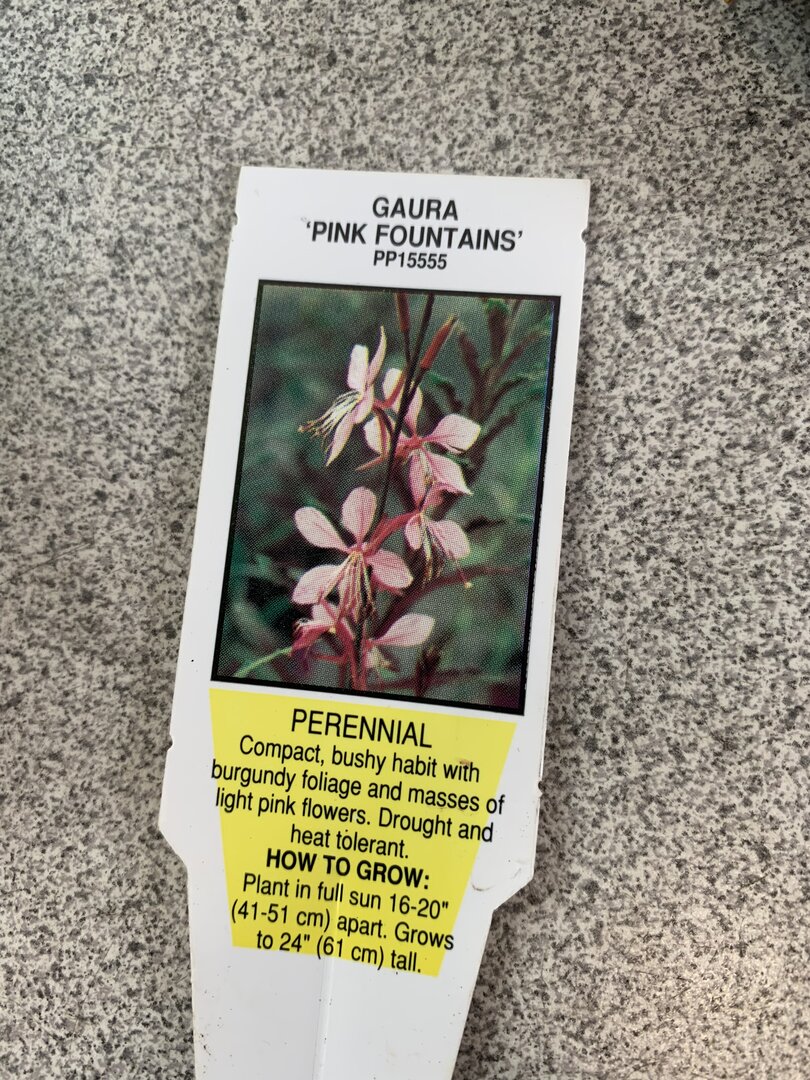 GAURA
'PINK FOUNTAINS'
PP15555
PERENNIAL
Compact, bushy habit with
burgundy foliage and masses of
light pink flowers. Drought and
heat tolerant.
HOW TO GROW:
Plant in full sun 16-20"
(41-51 cm) apart. Grows
to 24" (61 cm) tall.